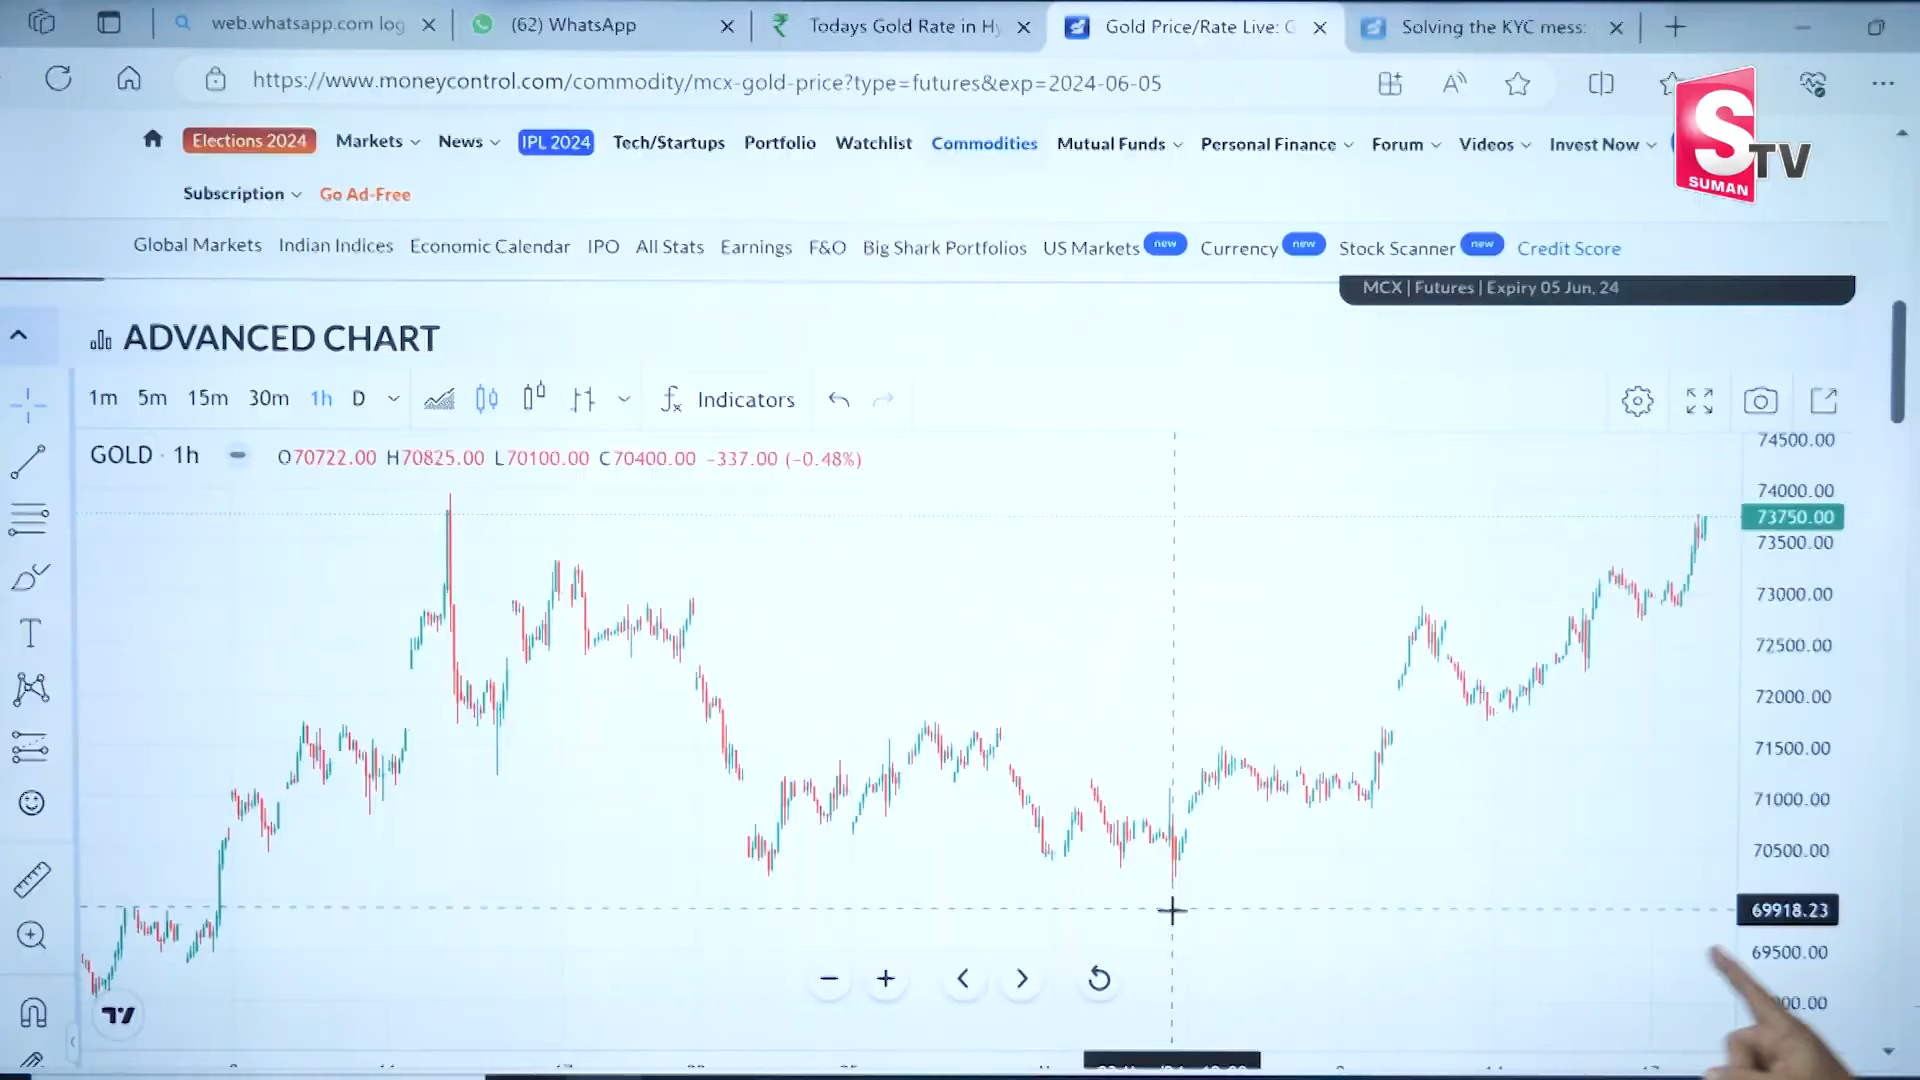 web.whatsapp.com log
(62) WhatsApp
Todays Gold Rate in Hy
Gold Price/Rate Live: G
Solving the KYC mess:
https://www.moneycontrol.com/commodity/mcx-gold-price?type=futures&exp=2024-06-05
Elections 2024 Markets News IPL 2024 Tech/Startups Portfolio Watchlist Commodities Mutual Funds Personal Finance Forum Videos Invest Now
S TV
SUMAN
Subscription Go Ad-Free
Global Markets Indian Indices Economic Calendar IPO All Stats Earnings F&O Big Shark Portfolios US Markets new Currency new Stock Scanner new Credit Score
MCX | Futures | Expiry 05 Jun, 24
ADVANCED CHART
1m 5m 15m 30m 1h D Indicators
GOLD · 1h O70722.00 H70825.00 L70100.00 C70400.00 -337.00 (-0.48%)
74500.00
74000.00
73750.00
73500.00
73000.00
72500.00
72000.00
71500.00
71000.00
70500.00
69918.23
69500.00